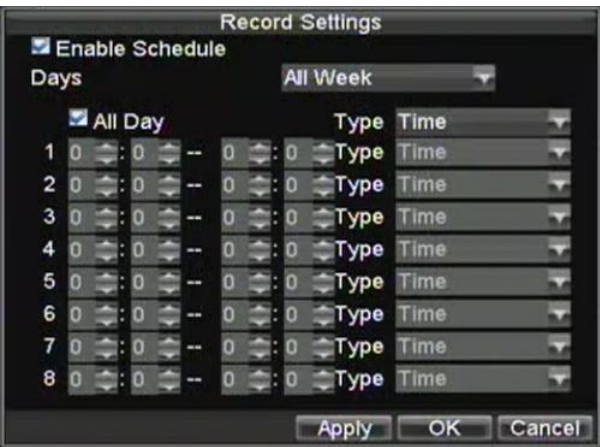 Record Settings
Enable Schedule
Days All Week
All Day Type Time
1 0 : 0 -- 0 : 0 Type Time
2 0 : 0 -- 0 : 0 Type Time
3 0 : 0 -- 0 : 0 Type Time
4 0 : 0 -- 0 : 0 Type Time
5 0 : 0 -- 0 : 0 Type Time
6 0 : 0 -- 0 : 0 Type Time
7 0 : 0 -- 0 : 0 Type Time
8 0 : 0 -- 0 : 0 Type Time
Apply OK Cancel